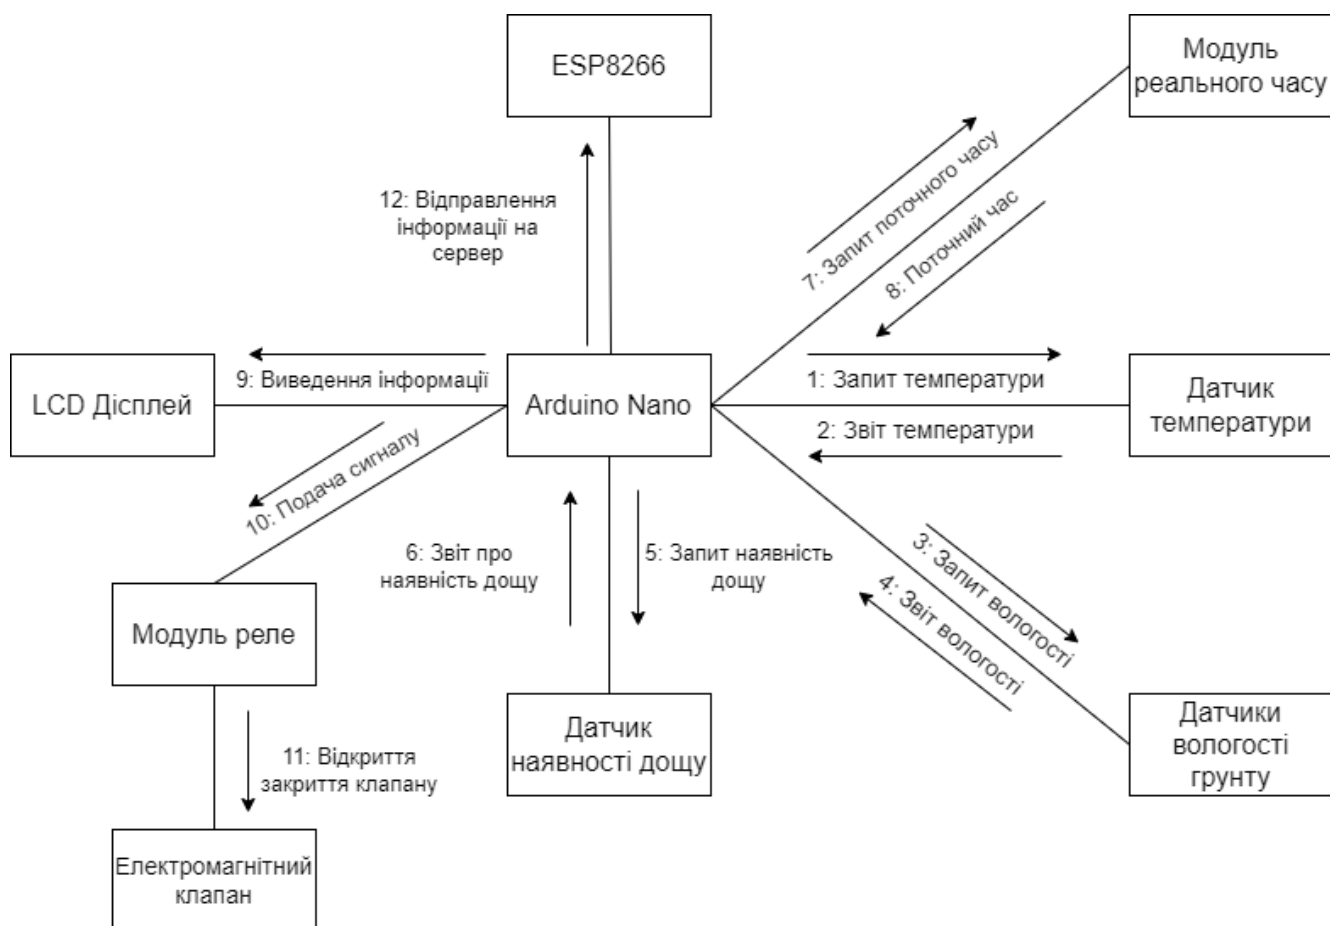 ESP8266
Модуль
реального часу
12: Відправлення
інформації на
сервер
7: Запит поточного часу
8: Поточний час
LCD Дісплей
9: Виведення інформації
Arduino Nano
1: Запит температури
2: Звіт температури
Датчик
температури
10: Подача сигналу
6: Звіт про
наявність дощу
5: Запит наявність
дощу
3: Запит вологості
4: Звіт вологості
Модуль реле
Датчик
наявності дощу
Датчики
вологості
грунту
11: Відкриття
закриття клапану
Електромагнітний
клапан